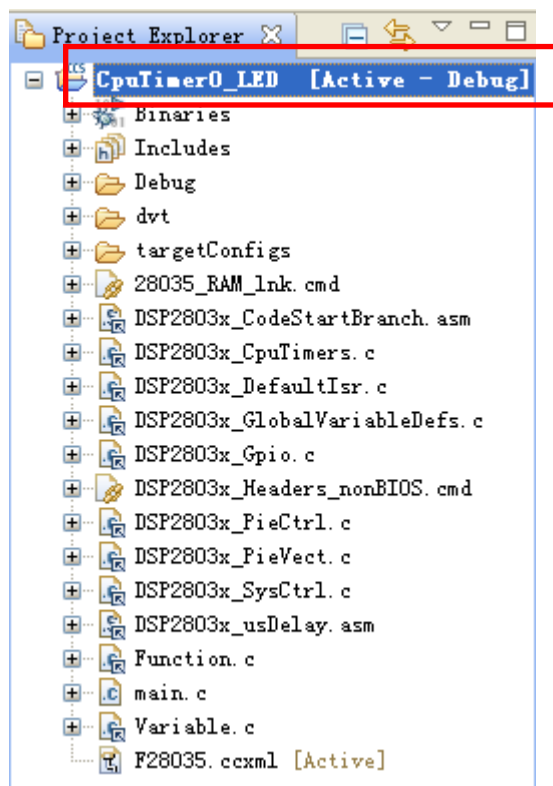 Project Explorer
CpuTimer0_LED [Active - Debug]
Binaries
Includes
Debug
dvt
targetConfigs
28035_RAM_lnk.cmd
DSP2803x_CodeStartBranch.asm
DSP2803x_CpuTimers.c
DSP2803x_DefaultIsr.c
DSP2803x_GlobalVariableDefs.c
DSP2803x_Gpio.c
DSP2803x_Headers_nonBIOS.cmd
DSP2803x_PieCtrl.c
DSP2803x_PieVect.c
DSP2803x_SysCtrl.c
DSP2803x_usDelay.asm
Function.c
main.c
Variable.c
F28035.ccxml [Active]